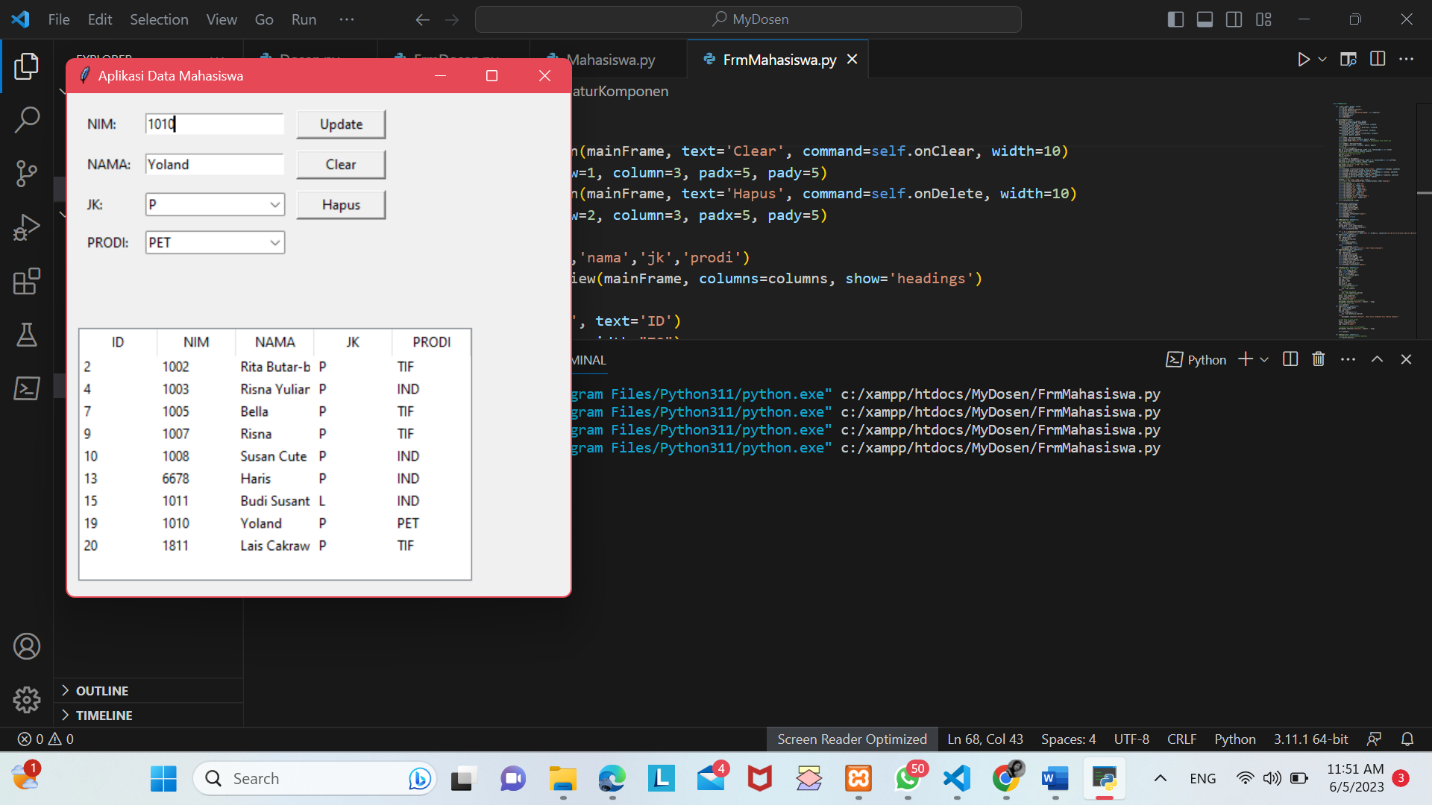 File Edit Selection View Go Run ··· MyDosen
Mahasiswa.py FrmMahasiswa.py
Aplikasi Data Mahasiswa
NIM: 1010 Update
NAMA: Yoland Clear
JK: P Hapus
PRODI: PET
ID NIM NAMA JK PRODI
2 1002 Rita Butar-b P TIF
4 1003 Risna Yulian P IND
7 1005 Bella P TIF
9 1007 Risna P TIF
10 1008 Susan Cute P IND
13 6678 Haris P IND
15 1011 Budi Susant L IND
19 1010 Yoland P PET
20 1811 Lais Cakraw P TIF
aturKomponen
n(mainFrame, text='Clear', command=self.onClear, width=10)
w=1, column=3, padx=5, pady=5)
n(mainFrame, text='Hapus', command=self.onDelete, width=10)
w=2, column=3, padx=5, pady=5)
,'nama','jk','prodi')
iew(mainFrame, columns=columns, show='headings')
', text='ID')
MINAL Python
gram Files/Python311/python.exe" c:/xampp/htdocs/MyDosen/FrmMahasiswa.py
gram Files/Python311/python.exe" c:/xampp/htdocs/MyDosen/FrmMahasiswa.py
gram Files/Python311/python.exe" c:/xampp/htdocs/MyDosen/FrmMahasiswa.py
gram Files/Python311/python.exe" c:/xampp/htdocs/MyDosen/FrmMahasiswa.py
OUTLINE
TIMELINE
0 0 Screen Reader Optimized Ln 68, Col 43 Spaces: 4 UTF-8 CRLF Python 3.11.1 64-bit
1 Search 4 50 ENG 11:51 AM
6/5/2023 3